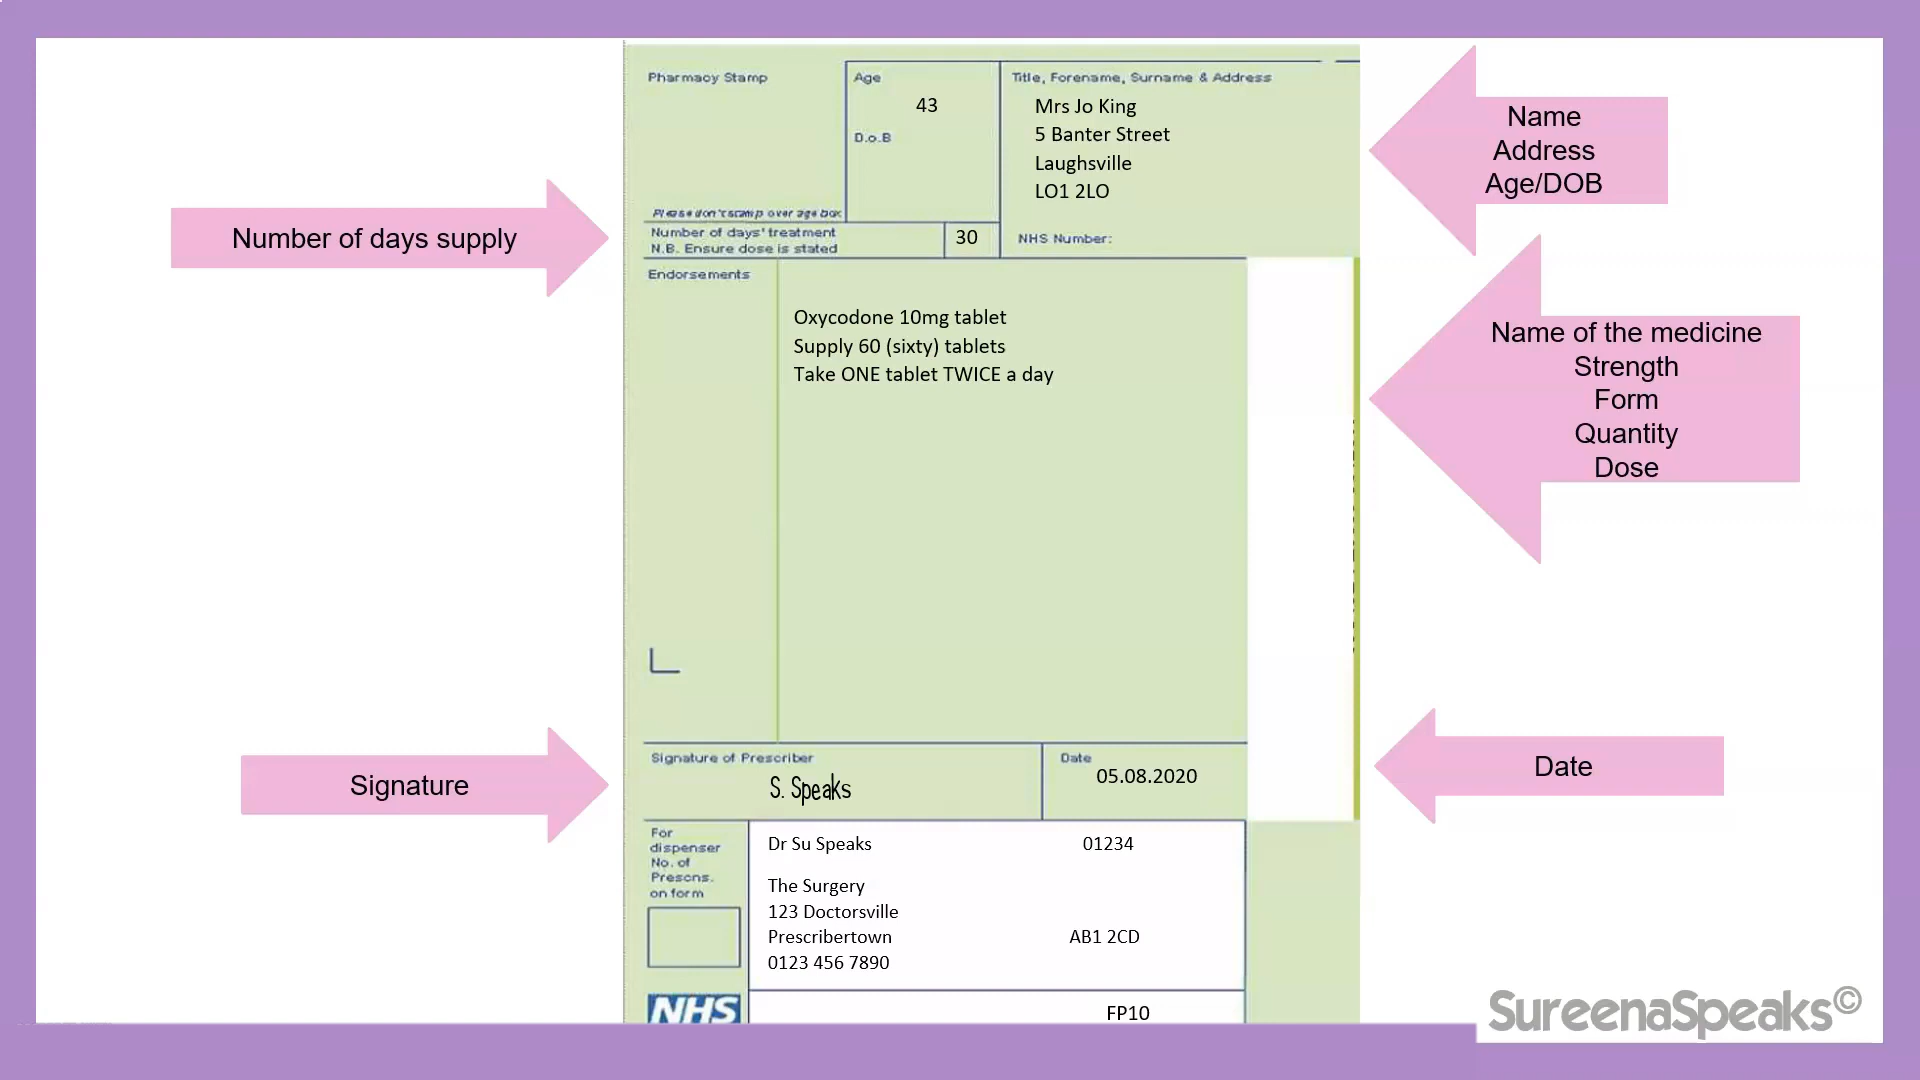 Pharmacy Stamp
Age
43
D.o.B
Title, Forename, Surname & Address
Mrs Jo King
5 Banter Street
Laughsville
LO1 2LO
Please don't stamp over age box
Number of days' treatment
N.B. Ensure dose is stated
30
NHS Number:
Endorsements
Oxycodone 10mg tablet
Supply 60 (sixty) tablets
Take ONE tablet TWICE a day
Signature of Prescriber
S. Speaks
Date
05.08.2020
For
dispenser
No. of
Prescns.
on form
Dr Su Speaks 01234
The Surgery
123 Doctorsville
Prescribertown AB1 2CD
0123 456 7890
NHS
FP10
Number of days supply
Signature
Name
Address
Age/DOB
Name of the medicine
Strength
Form
Quantity
Dose
Date
SureenaSpeaks©